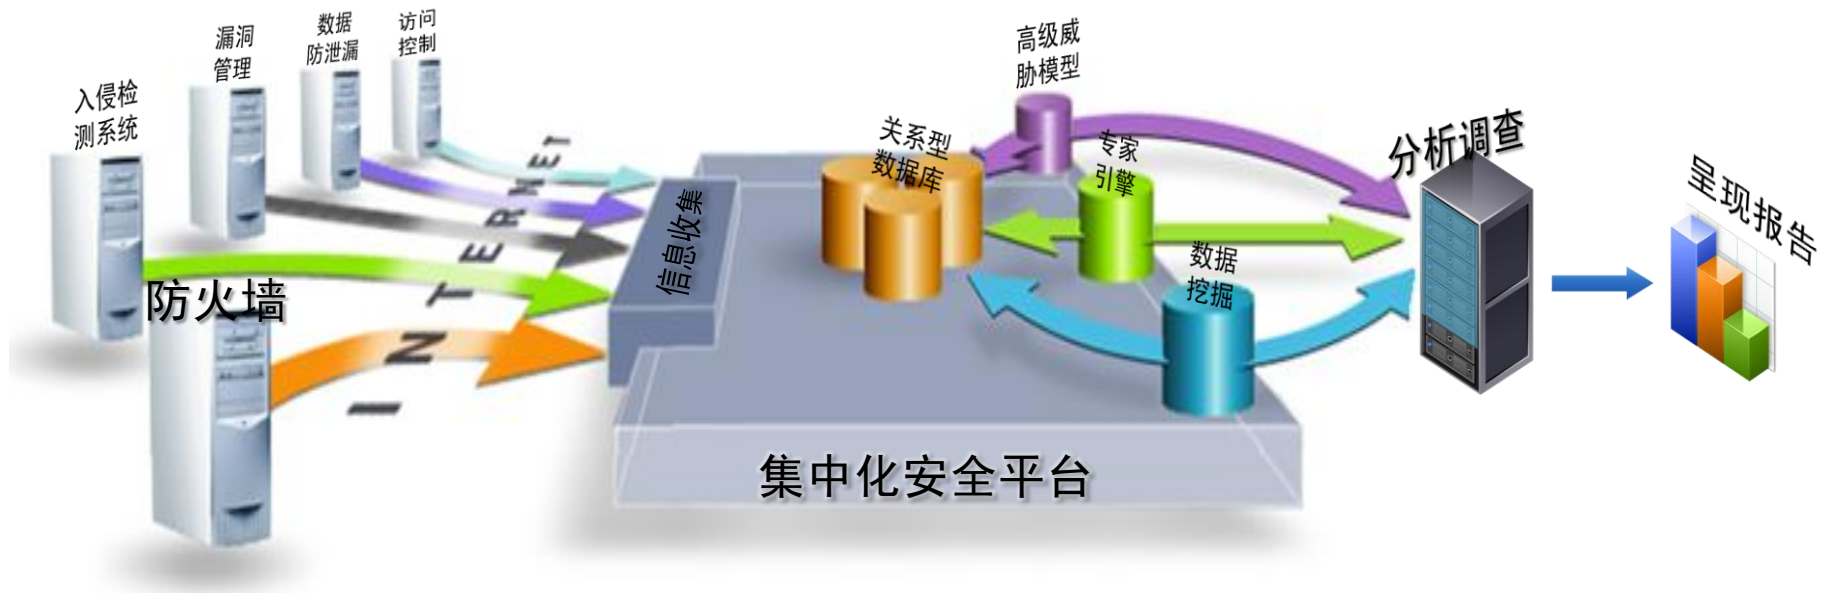 入侵检
测系统
漏洞
管理
数据
防泄漏
访问
控制
防火墙
INTERNET
信息收集
关系型
数据库
高级威
胁模型
专家
引擎
数据
挖掘
集中化安全平台
分析调查
呈现报告